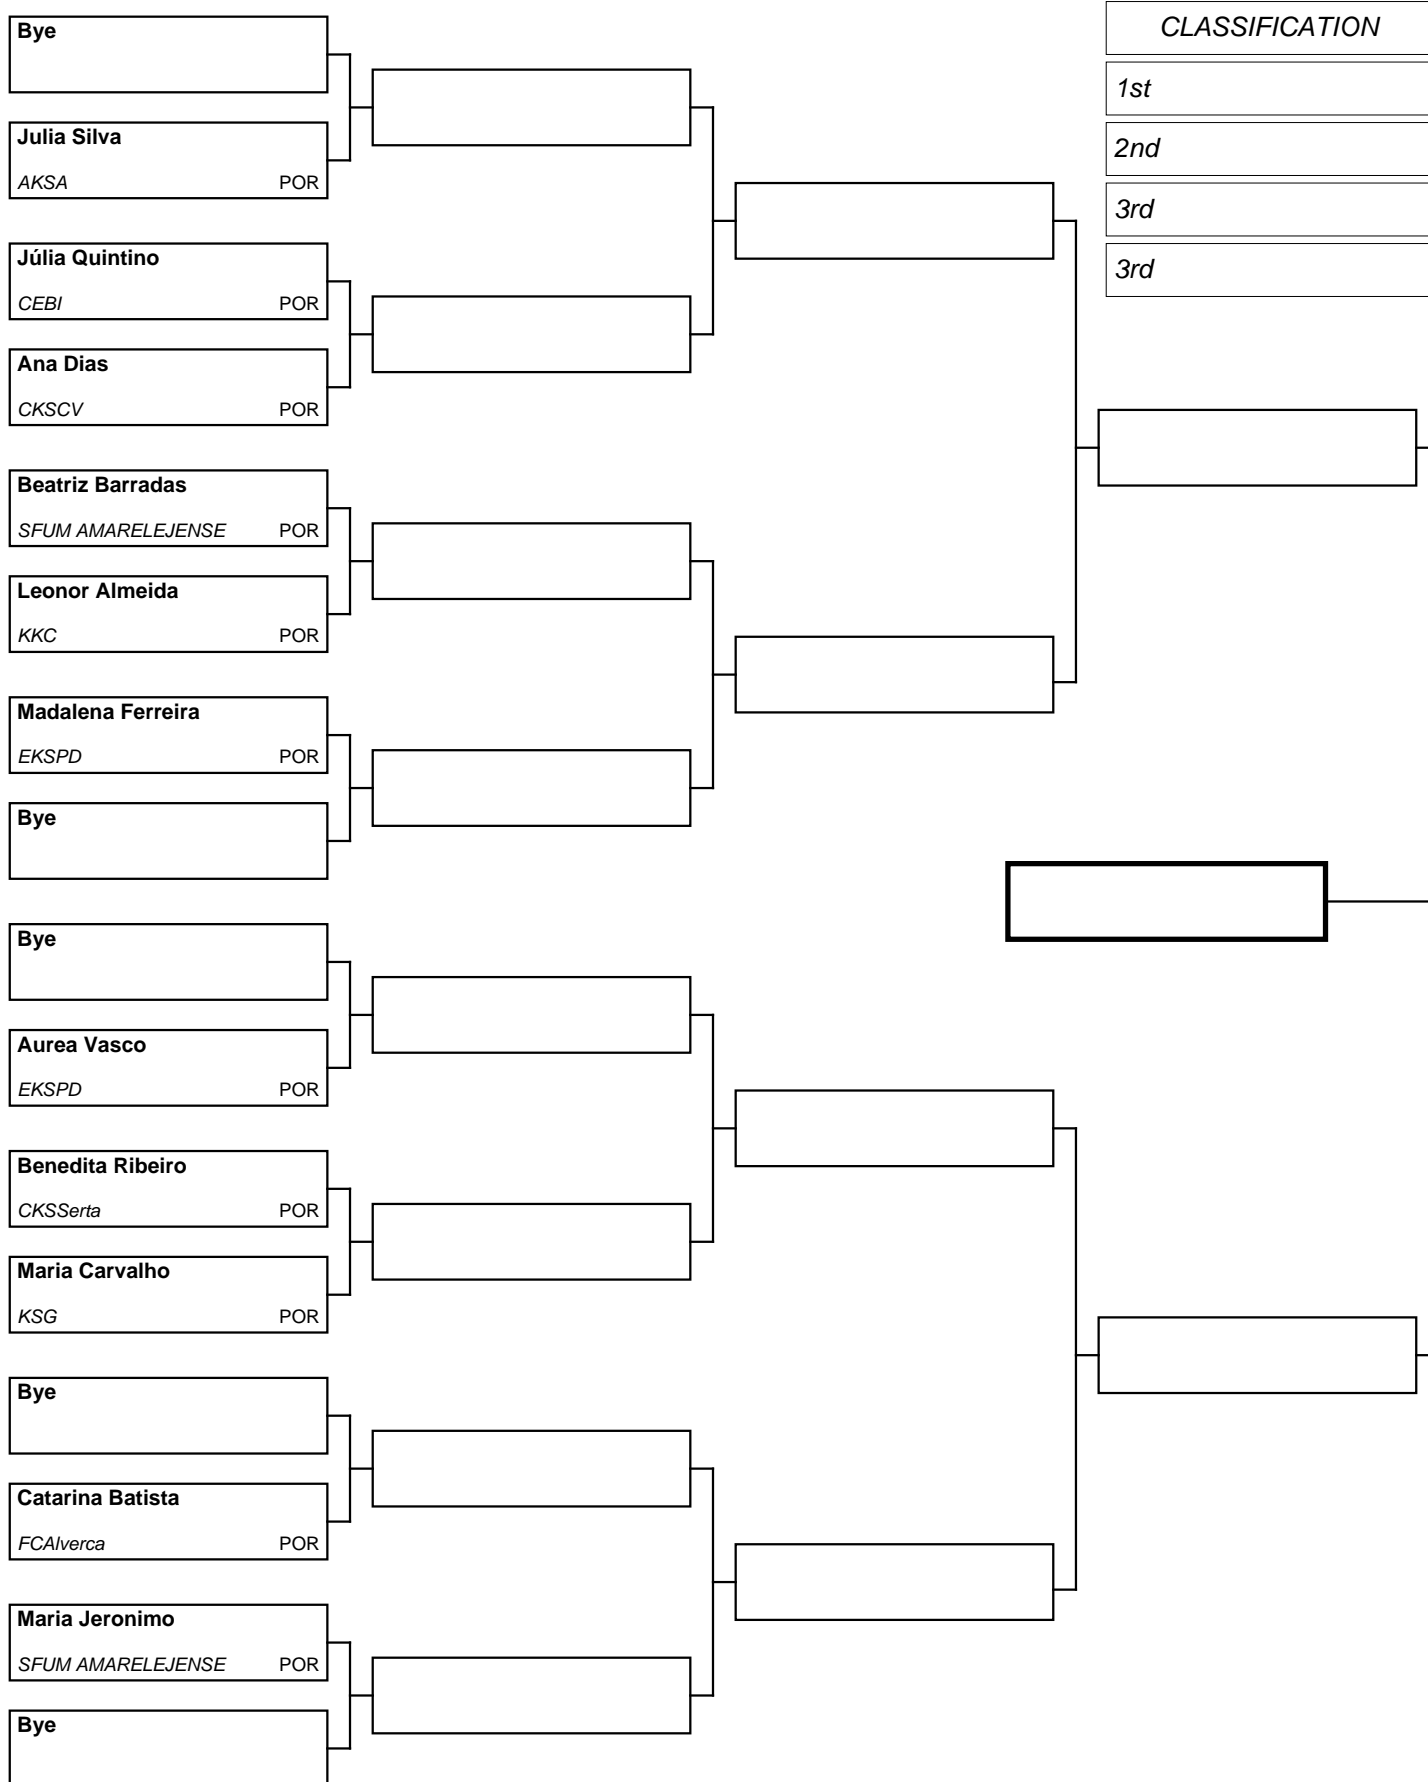 Bye
Julia Silva
AKSA POR
Júlia Quintino
CEBI POR
Ana Dias
CKSCV POR
Beatriz Barradas
SFUM AMARELEJENSE POR
Leonor Almeida
KKC POR
Madalena Ferreira
EKSPD POR
Bye
Bye
Aurea Vasco
EKSPD POR
Benedita Ribeiro
CKSSerta POR
Maria Carvalho
KSG POR
Bye
Catarina Batista
FCAlverca POR
Maria Jeronimo
SFUM AMARELEJENSE POR
Bye
CLASSIFICATION
1st
2nd
3rd
3rd